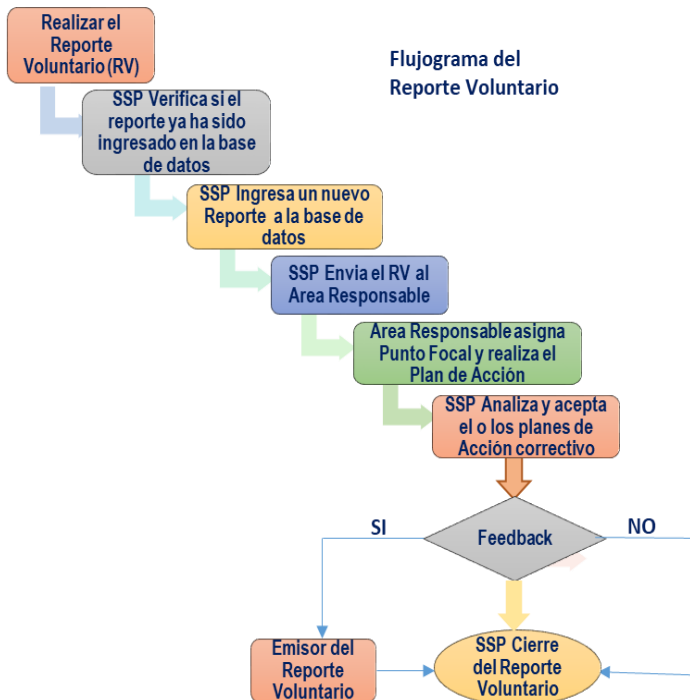 Realizar el
Reporte
Voluntario (RV)
Flujograma del
Reporte Voluntario
SSP Verifica si el
reporte ya ha sido
ingresado en la base
de datos
SSP Ingresa un nuevo
Reporte a la base de
datos
SSP Envia el RV al
Area Responsable
Area Responsable asigna
Punto Focal y realiza el
Plan de Acción
SSP Analiza y acepta
el o los planes de
Acción correctivo
SI
Feedback
NO
Emisor del
Reporte
Voluntario
SSP Cierre
del Reporte
Voluntario